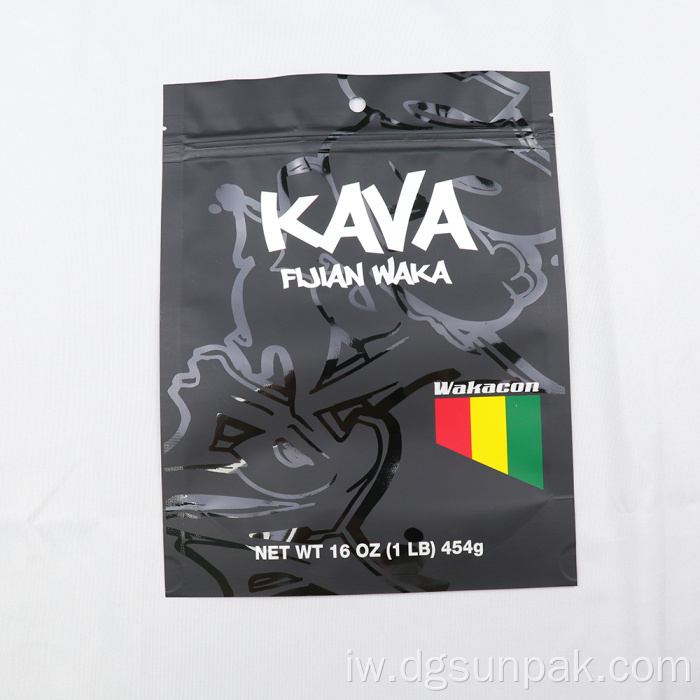 KAVA
FIJIAN WAKA
Wakacon
NET WT 16 OZ (1 LB) 454g
iw.dgsunpak.com